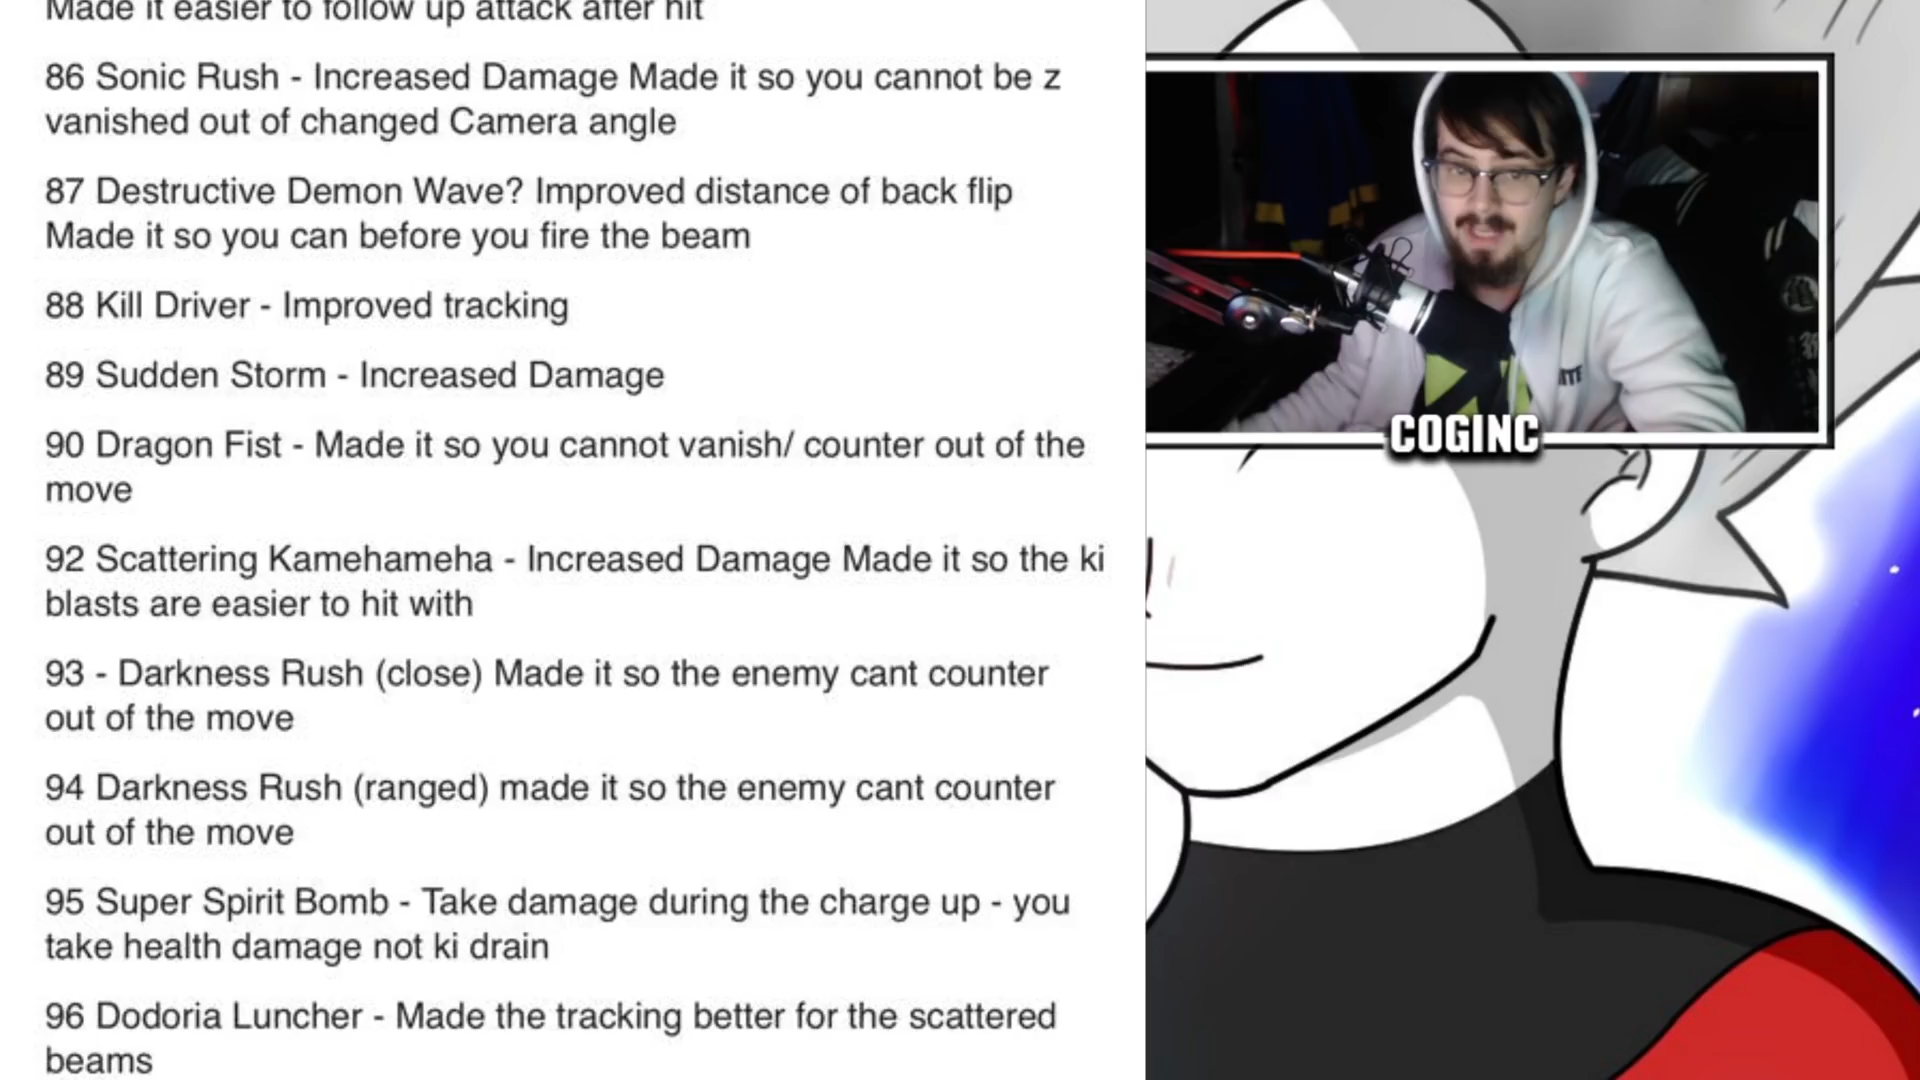 Made it easier to follow up attack after hit
86 Sonic Rush - Increased Damage Made it so you cannot be z
vanished out of changed Camera angle
87 Destructive Demon Wave? Improved distance of back flip
Made it so you can before you fire the beam
88 Kill Driver - Improved tracking
89 Sudden Storm - Increased Damage
90 Dragon Fist - Made it so you cannot vanish/ counter out of the
move
92 Scattering Kamehameha - Increased Damage Made it so the ki
blasts are easier to hit with
93 - Darkness Rush (close) Made it so the enemy cant counter
out of the move
94 Darkness Rush (ranged) made it so the enemy cant counter
out of the move
95 Super Spirit Bomb - Take damage during the charge up - you
take health damage not ki drain
96 Dodoria Luncher - Made the tracking better for the scattered
beams
COGINC